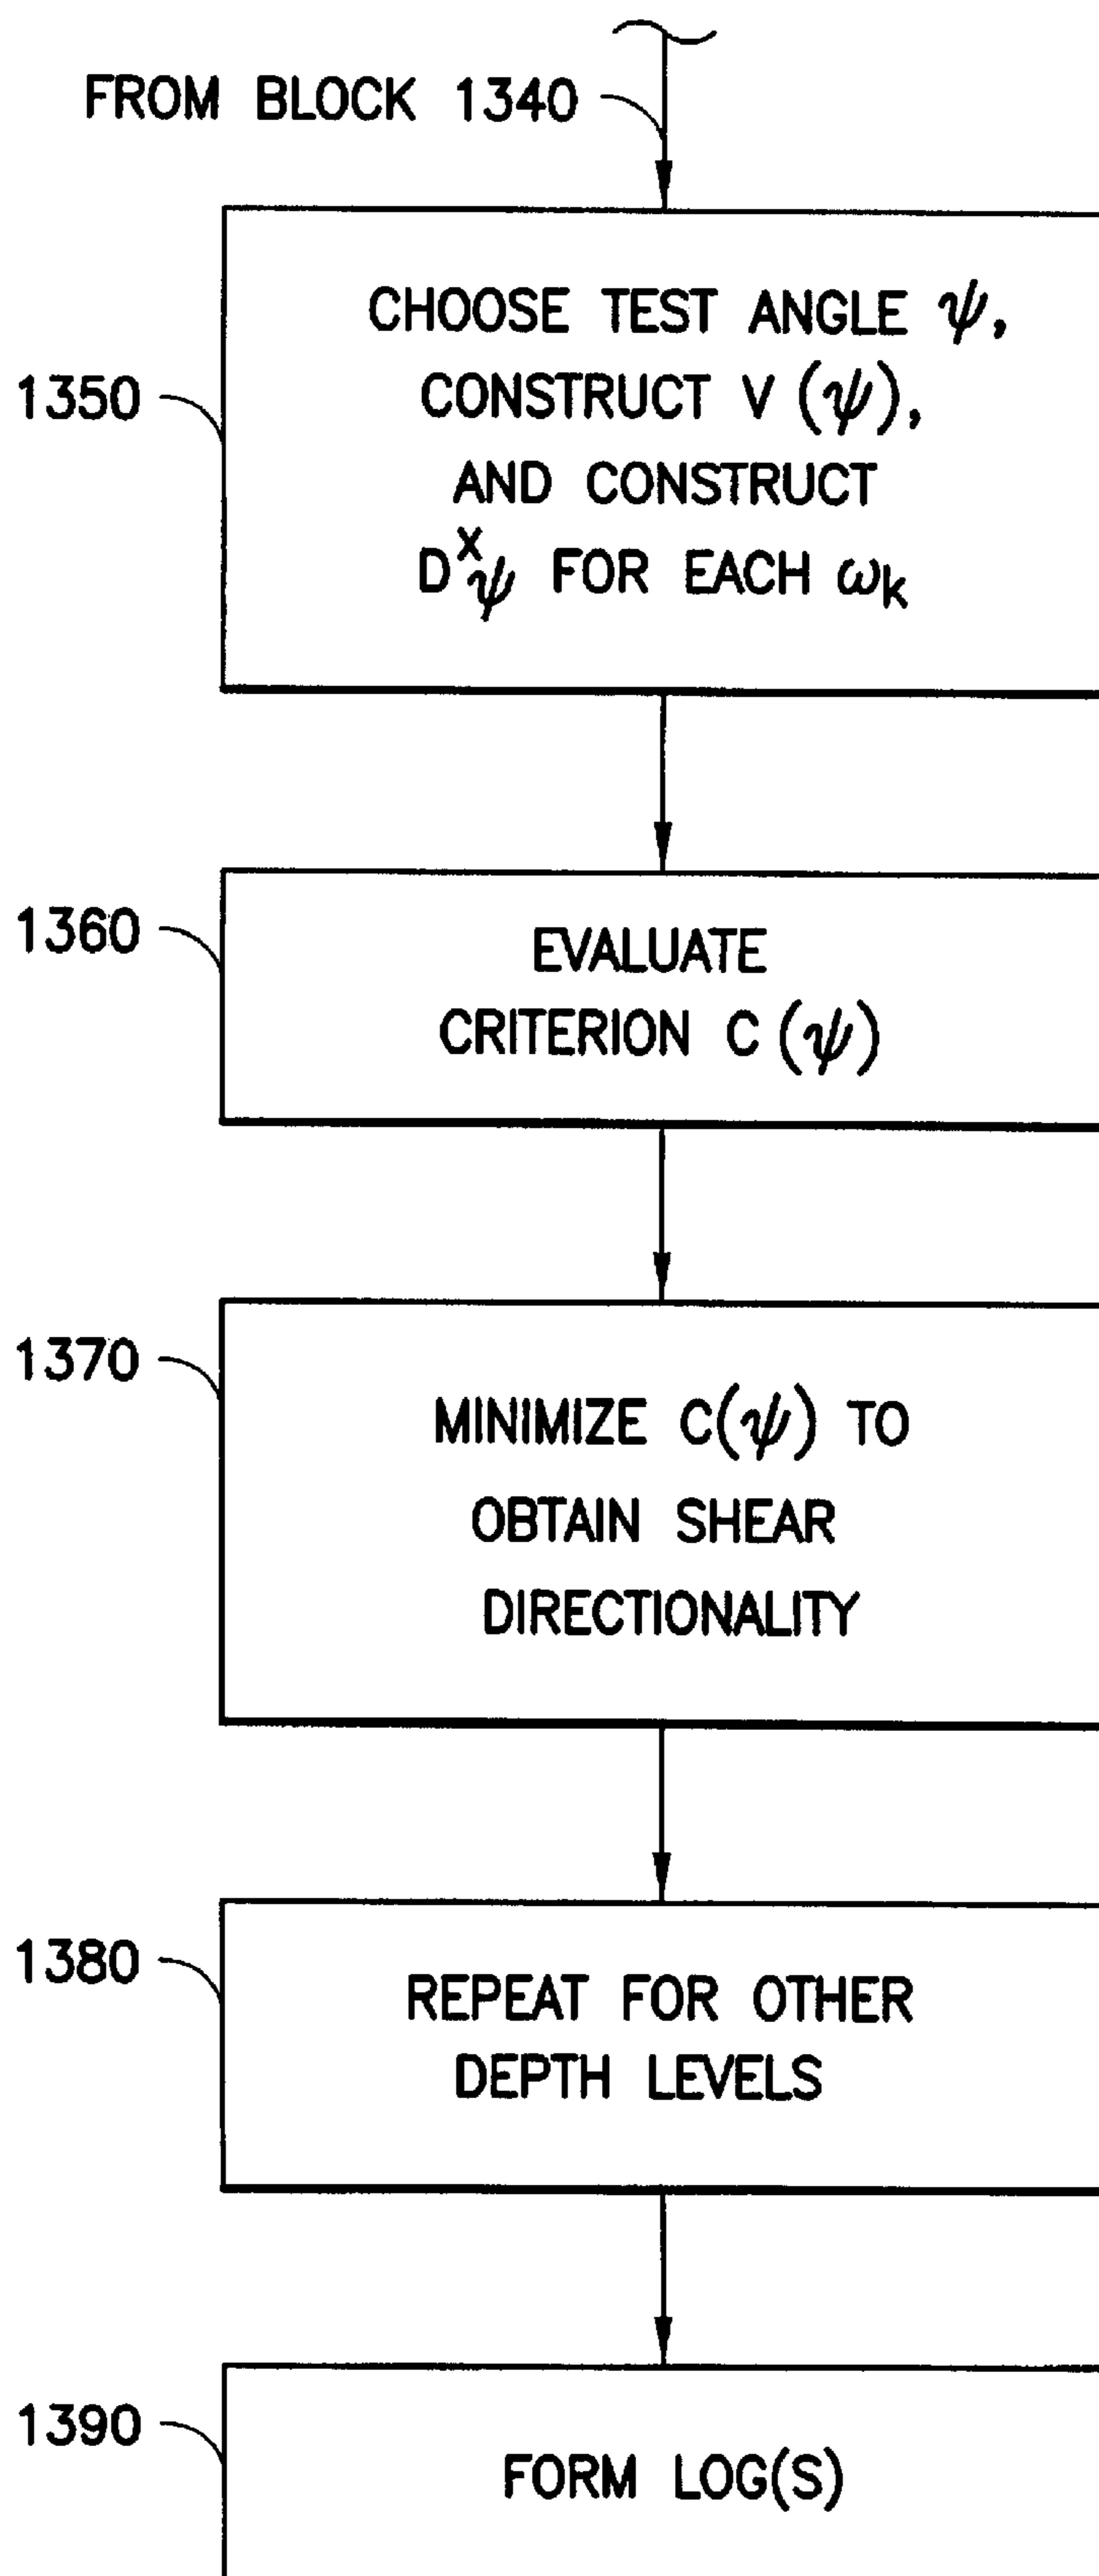 FROM BLOCK 1340
1350
CHOOSE TEST ANGLE ψ,
CONSTRUCT V(ψ),
AND CONSTRUCT
D^x_ψ FOR EACH ω_k
1360
EVALUATE
CRITERION C(ψ)
1370
MINIMIZE C(ψ) TO
OBTAIN SHEAR
DIRECTIONALITY
1380
REPEAT FOR OTHER
DEPTH LEVELS
1390
FORM LOG(S)